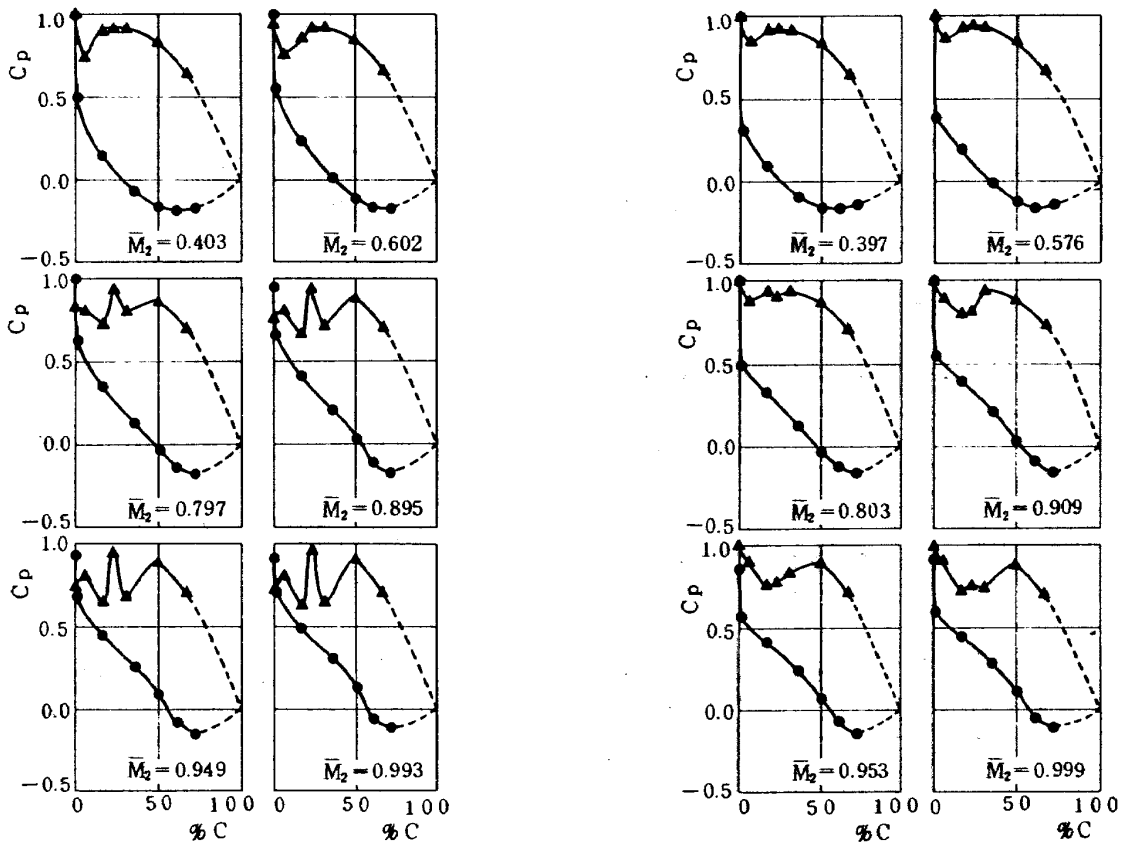 1.0
Cp
0.5
0.0
−0.5
M̅₂ = 0.403
M̅₂ = 0.602
1.0
Cp
0.5
0.0
−0.5
M̅₂ = 0.797
M̅₂ = 0.895
1.0
Cp
0.5
0.0
−0.5
M̅₂ = 0.949
M̅₂ = 0.993
0 50 100
0 50 100
%C
%C
1.0
Cp
0.5
0.0
−0.5
M̅₂ = 0.397
M̅₂ = 0.576
1.0
Cp
0.5
0.0
−0.5
M̅₂ = 0.803
M̅₂ = 0.909
1.0
Cp
0.5
0.0
−0.5
M̅₂ = 0.953
M̅₂ = 0.999
0 50 100
0 50 100
%C
%C